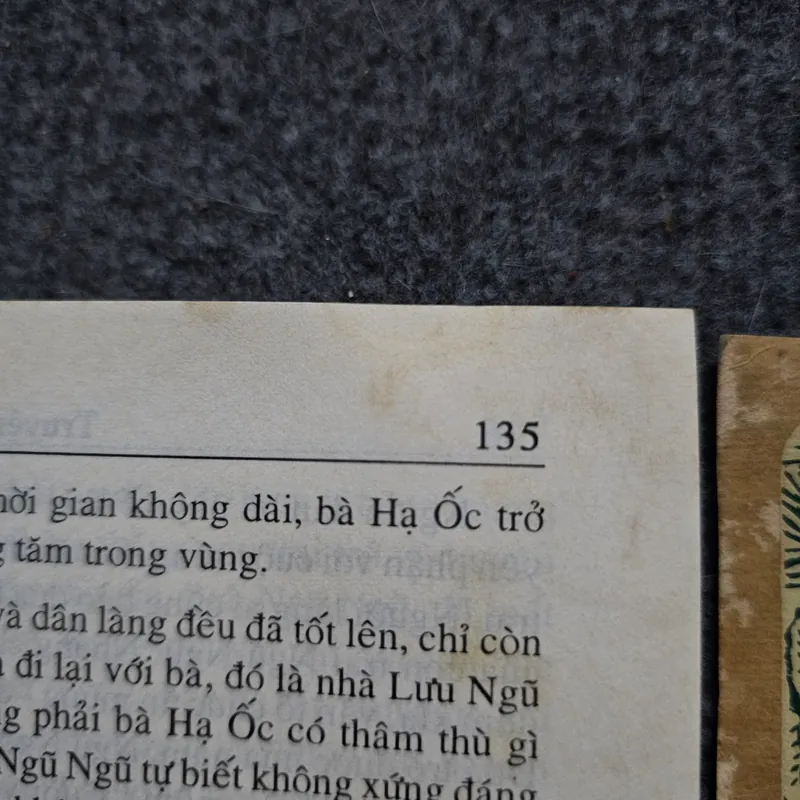 135
hời gian không dài, bà Hạ Ốc trở
g tăm trong vùng.
và dân làng đều đã tốt lên, chỉ còn
đi lại với bà, đó là nhà Lưu Ngũ
ng phải bà Hạ Ốc có thâm thù gì
Ngũ Ngũ tự biết không xứng đáng